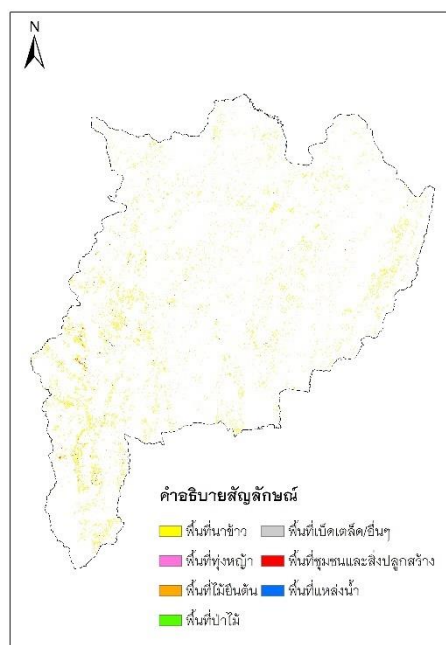 N
คำอธิบายสัญลักษณ์
พื้นที่นาข้าว พื้นที่เบ็ดเตล็ด/อื่นๆ
พื้นที่ทุ่งหญ้า พื้นที่ชุมชนและสิ่งปลูกสร้าง
พื้นที่ไม้ยืนต้น พื้นที่แหล่งน้ำ
พื้นที่ป่าไม้